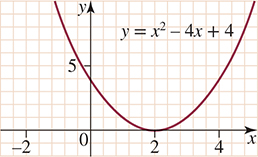 y
y = x² – 4x + 4
5
–2
0
2
4
x